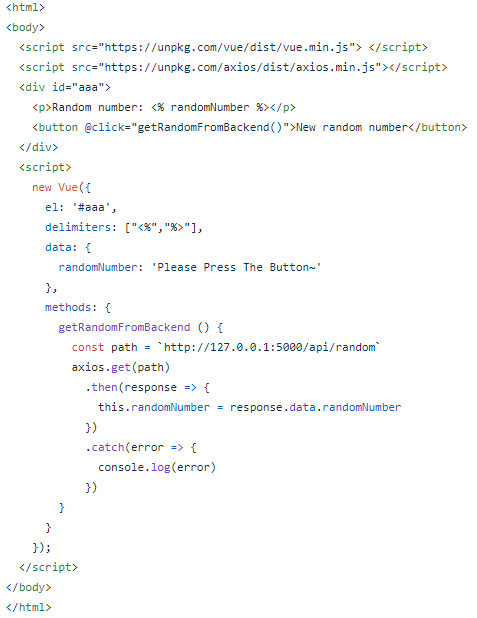 <html>
<body>
  <script src="https://unpkg.com/vue/dist/vue.min.js"> </script>
  <script src="https://unpkg.com/axios/dist/axios.min.js"></script>
  <div id="aaa">
    <p>Random number: <% randomNumber %></p>
    <button @click="getRandomFromBackend()">New random number</button>
  </div>
  <script>
    new Vue({
      el: '#aaa',
      delimiters: ["<%","%>"],
      data: {
        randomNumber: 'Please Press The Button~'
      },
      methods: {
        getRandomFromBackend () {
          const path = `http://127.0.0.1:5000/api/random`
          axios.get(path)
            .then(response => {
              this.randomNumber = response.data.randomNumber
            })
            .catch(error => {
              console.log(error)
            })
        }
      }
    });
  </script>
</body>
</html>